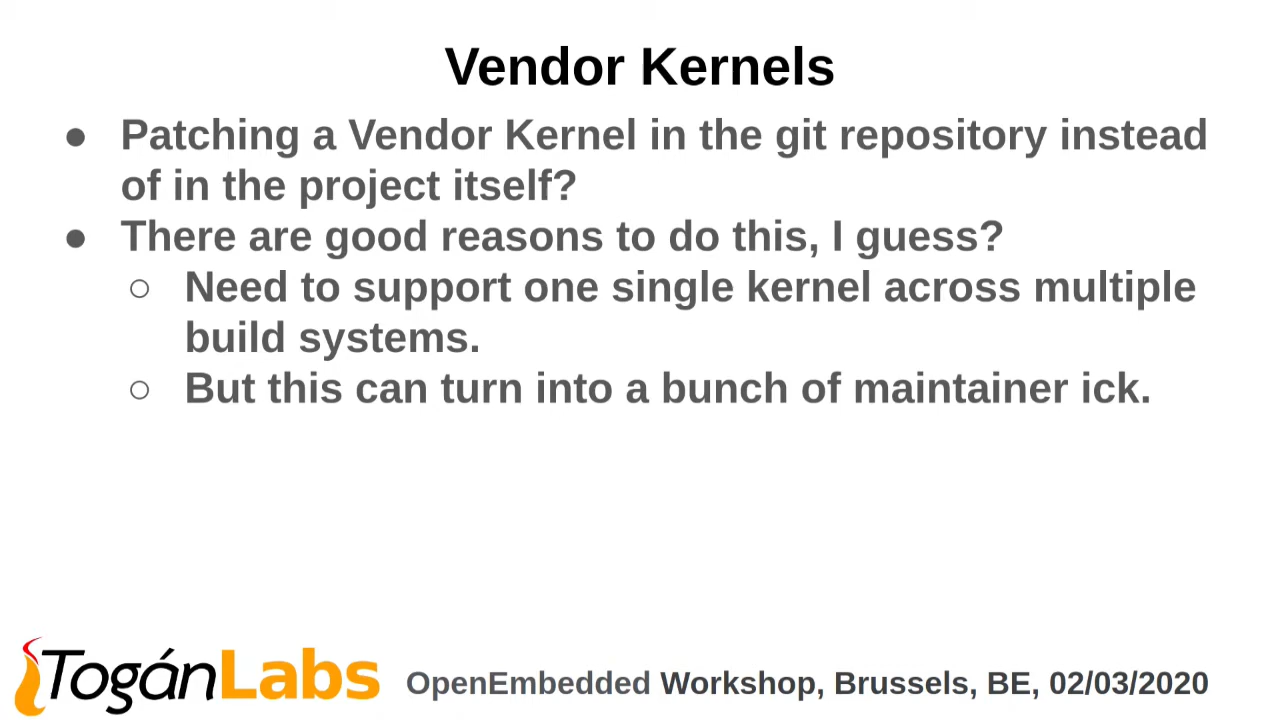 Vendor Kernels
● Patching a Vendor Kernel in the git repository instead
of in the project itself?
● There are good reasons to do this, I guess?
○ Need to support one single kernel across multiple
build systems.
○ But this can turn into a bunch of maintainer ick.
TogánLabs
OpenEmbedded Workshop, Brussels, BE, 02/03/2020